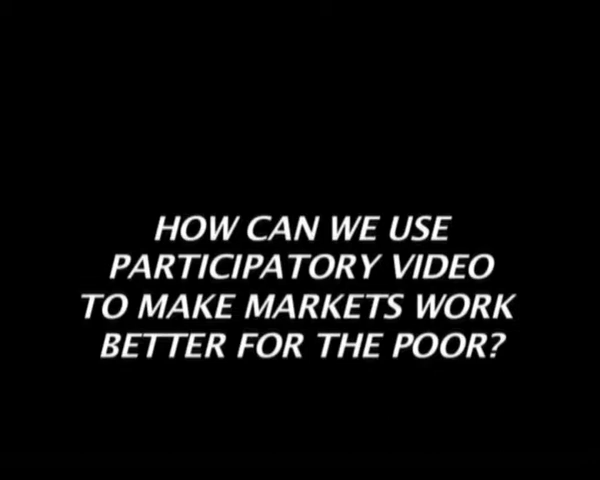 HOW CAN WE USE
PARTICIPATORY VIDEO
TO MAKE MARKETS WORK
BETTER FOR THE POOR?